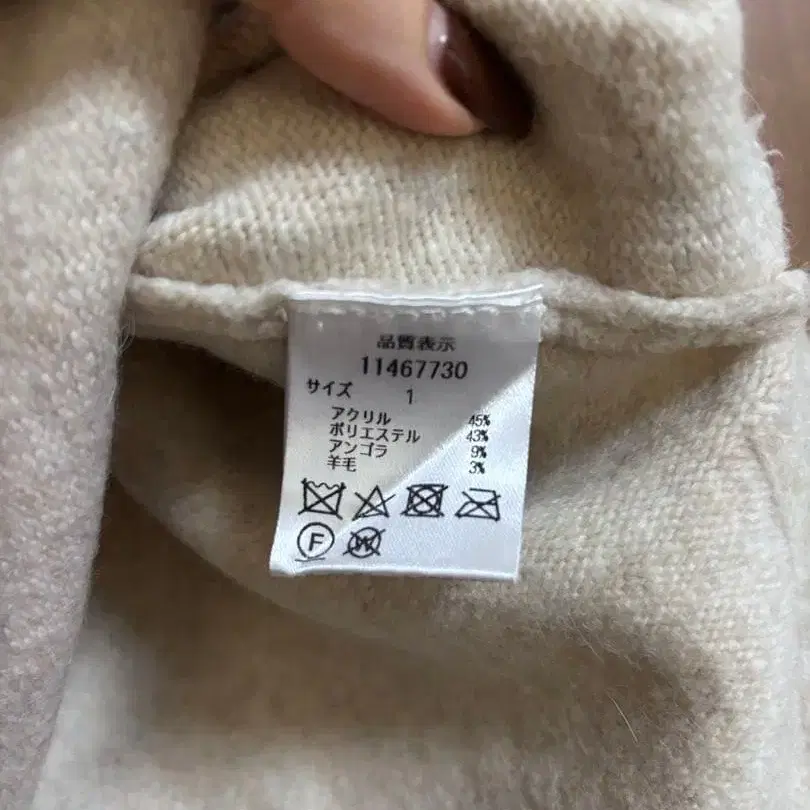 品質表示
11467730
サイズ 1
アクリル 45%
ポリエステル 43%
アンゴラ 9%
羊毛 3%
F W